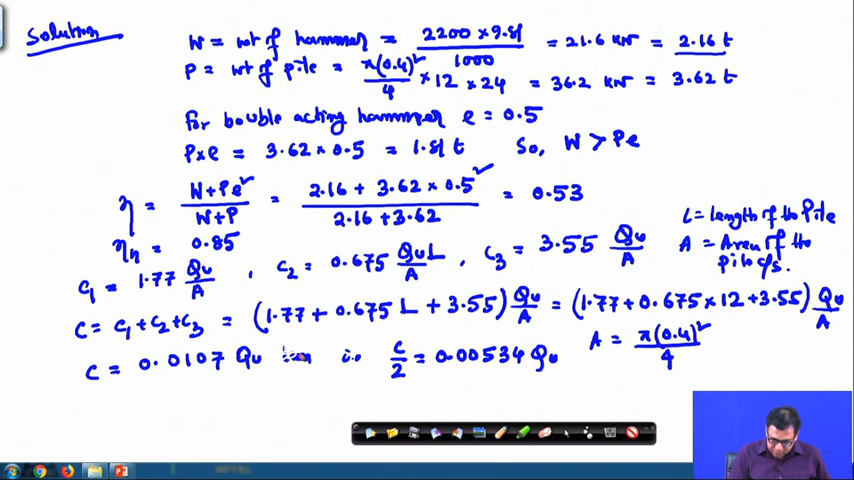 Solution
W = wt of hammer = 2200 × 9.81 / 1000 = 21.6 kN = 2.16 t
P = wt of pile = π(0.4)² / 4 × 12 × 24 = 36.2 kN = 3.62 t
For Double acting hammer e = 0.5
P×e = 3.62 × 0.5 = 1.81 t So, W > Pe
η = W+Pe² / W+P = 2.16 + 3.62 × 0.5² / 2.16 + 3.62 = 0.53
ηh = 0.85
L = length of the Pile
A = Area of the
pile c/s.
c1 = 1.77 Qu / A , c2 = 0.675 QuL / A , c3 = 3.55 Qu / A
C = c1+c2+c3 = (1.77 + 0.675 L + 3.55) Qu / A = (1.77 + 0.675 × 12 + 3.55) Qu / A
C = 0.0107 Qu i.e. C / 2 = 0.00534 Qu A = π(0.4)² / 4
NPTEL